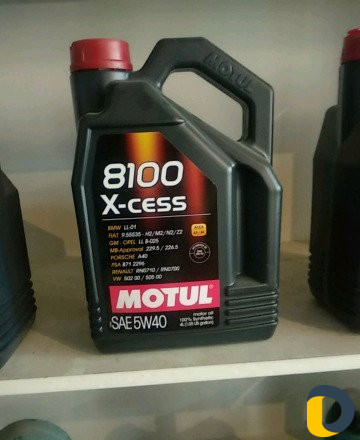 MOTUL
8100
X-cess
BMW LL-01
FIAT 9.55535 - H2/M2/N2/Z2
GM - OPEL LL B-025
MB-Approval 229.5 / 226.5
PORSCHE A40
PSA B71 2296
RENAULT RN0710 / RN0700
VW 502 00 / 505 00
MOTUL
SAE 5W40
motor oil
100% Synthetic